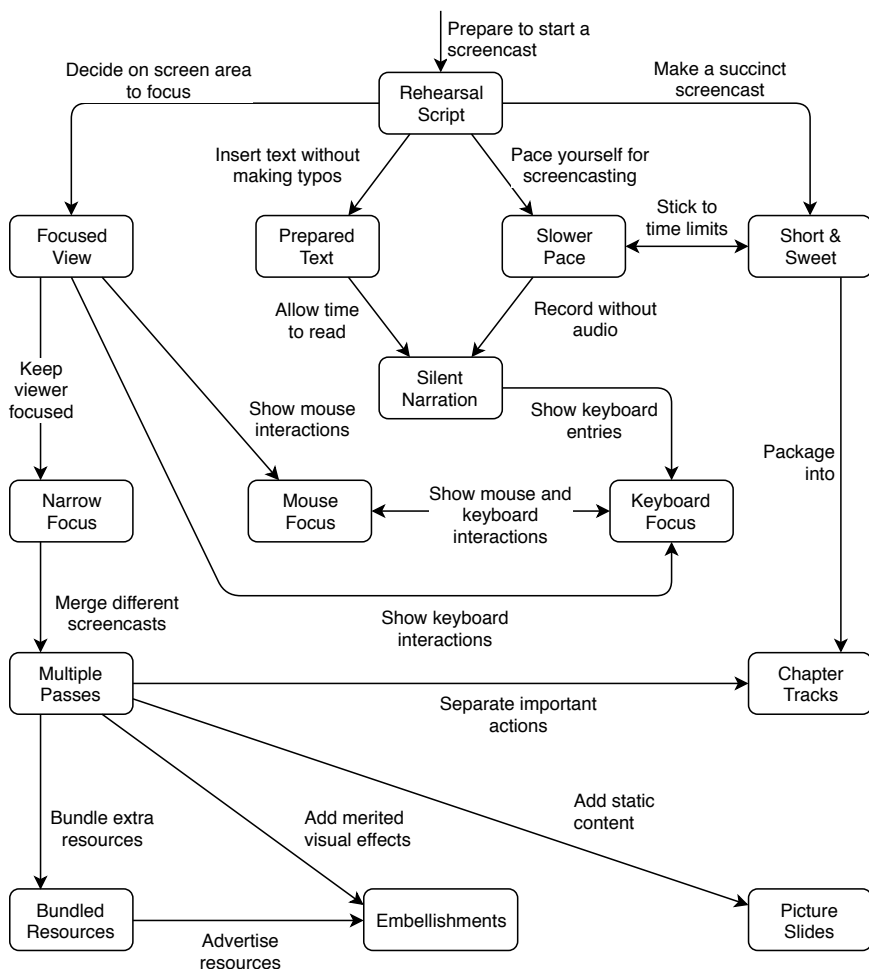 Prepare to start a
screencast
Decide on screen area
to focus
Make a succinct
screencast
Rehearsal
Script
Insert text without
making typos
Pace yourself for
screencasting
Stick to
time limits
Focused
View
Prepared
Text
Slower
Pace
Short &
Sweet
Allow time
to read
Record without
audio
Keep
viewer
focused
Silent
Narration
Show mouse
interactions
Show keyboard
entries
Package
into
Narrow
Focus
Mouse
Focus
Show mouse and
keyboard
interactions
Keyboard
Focus
Merge different
screencasts
Show keyboard
interactions
Multiple
Passes
Separate important
actions
Chapter
Tracks
Bundle extra
resources
Add merited
visual effects
Add static
content
Bundled
Resources
Advertise
resources
Embellishments
Picture
Slides